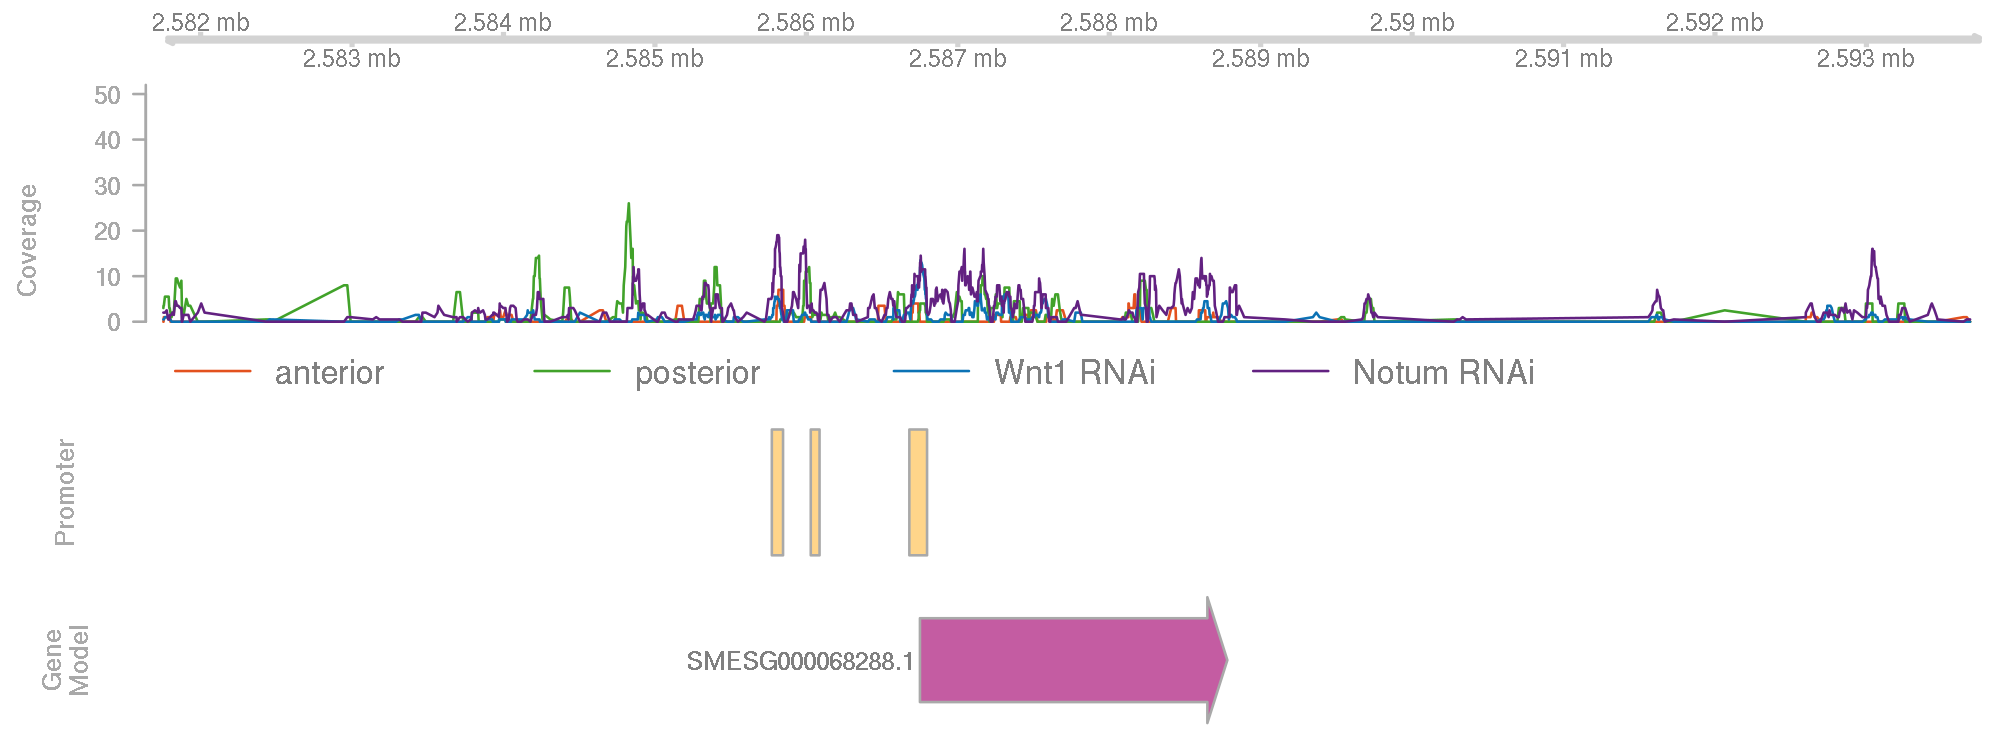 2.582 mb 2.584 mb 2.586 mb 2.588 mb 2.59 mb 2.592 mb
2.583 mb 2.585 mb 2.587 mb 2.589 mb 2.591 mb 2.593 mb
50
40
30
20
10
0
Coverage
anterior posterior Wnt1 RNAi Notum RNAi
Promoter
Gene
Model
SMESG000068288.1